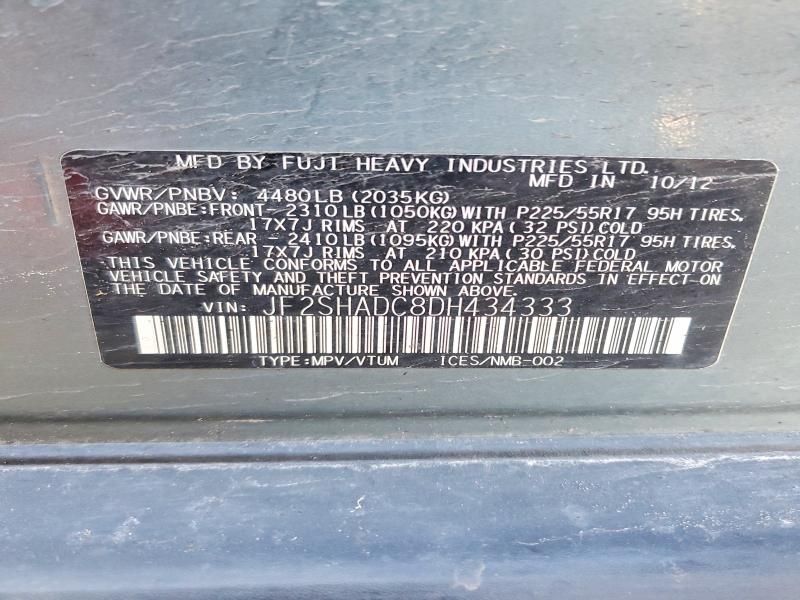 MFD BY FUJI HEAVY INDUSTRIES LTD.
MFD IN 10/12
GVWR/PNBV: 4480LB (2035KG)
GAWR/PNBE:FRONT- 2310LB(1050KG)WITH P225/55R17 95H TIRES,
17X7J RIMS AT 220 KPA( 32 PSI)COLD
GAWR/PNBE:REAR - 2410LB(1095KG)WITH P225/55R17 95H TIRES,
17X7J RIMS AT 210 KPA( 30 PSI)COLD
THIS VEHICLE CONFORMS TO ALL APPLICABLE FEDERAL MOTOR
VEHICLE SAFETY AND THEFT PREVENTION STANDARDS IN EFFECT ON
THE DATE OF MANUFACTURE SHOWN ABOVE.
VIN: JF2SHADC8DH434333
TYPE:MPV/VTUM ICES/NMB-002